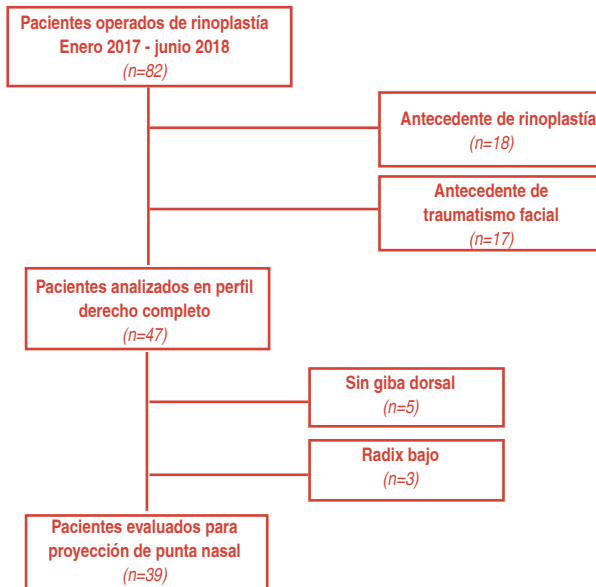 Pacientes operados de rinoplastía
Enero 2017 - junio 2018
(n=82)
Antecedente de rinoplastía
(n=18)
Antecedente de
traumatismo facial
(n=17)
Pacientes analizados en perfil
derecho completo
(n=47)
Sin giba dorsal
(n=5)
Radix bajo
(n=3)
Pacientes evaluados para
proyección de punta nasal
(n=39)